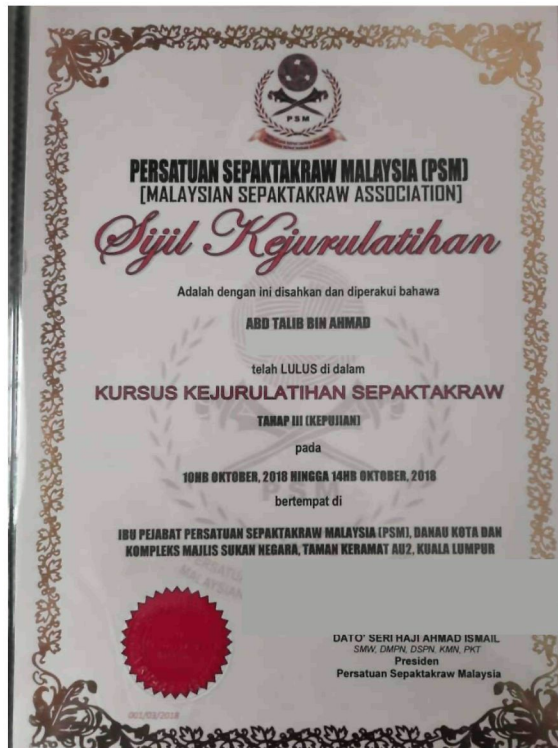 PSM
PERSATUAN SEPAKTAKRAW MALAYSIA (PSM)
[MALAYSIAN SEPAKTAKRAW ASSOCIATION]
Sijil Kejurulatihan
Adalah dengan ini disahkan dan diperakui bahawa
ABD TALIB BIN AHMAD
telah LULUS di dalam
KURSUS KEJURULATIHAN SEPAKTAKRAW
TAHAP III (KEPUJIAN)
pada
10HB OKTOBER, 2018 HINGGA 14HB OKTOBER, 2018
bertempat di
IBU PEJABAT PERSATUAN SEPAKTAKRAW MALAYSIA (PSM), DANAU KOTA DAN
KOMPLEKS MAJLIS SUKAN NEGARA, TAMAN KERAMAT AU2, KUALA LUMPUR
DATO' SERI HAJI AHMAD ISMAIL
SMW, DMPN, DSPN, KMN, PKT
Presiden
Persatuan Sepaktakraw Malaysia